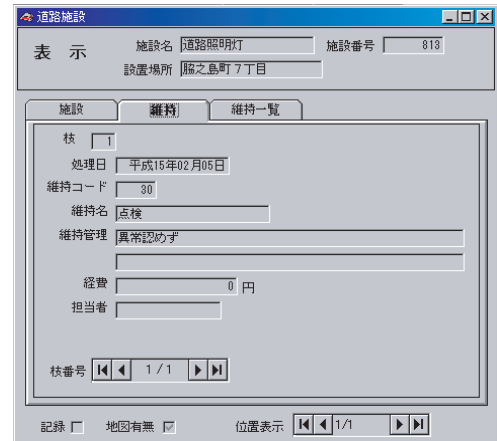 道路施設
表 示
施設名 道路照明灯 施設番号 813
設置場所 脇之島町7丁目
施設 維持 維持一覧
枝 1
処理日 平成15年02月05日
維持コード 30
維持名 点検
維持管理 異常認めず
経費 0 円
担当者
枝番号 1/1
記録 地図有無 位置表示 1/1